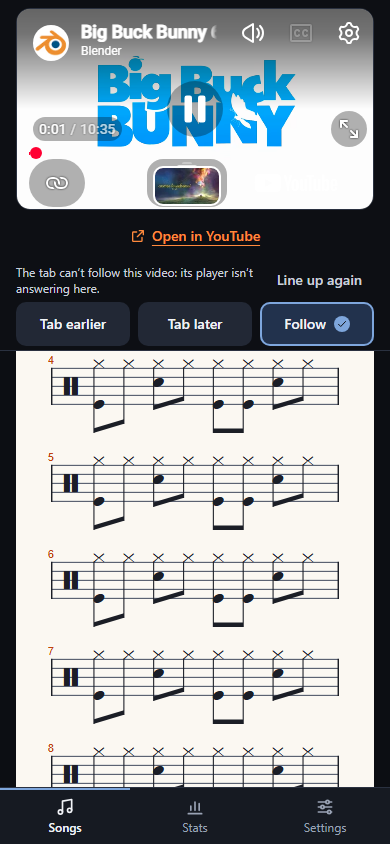 Big Buck Bunny
Blender
CC
Big Buck
BUNNY
0:01 / 10:35
Open in YouTube
The tab can't follow this video: its player isn't
answering here.
Line up again
Tab earlier
Tab later
Follow
4
5
6
7
8
Songs
Stats
Settings